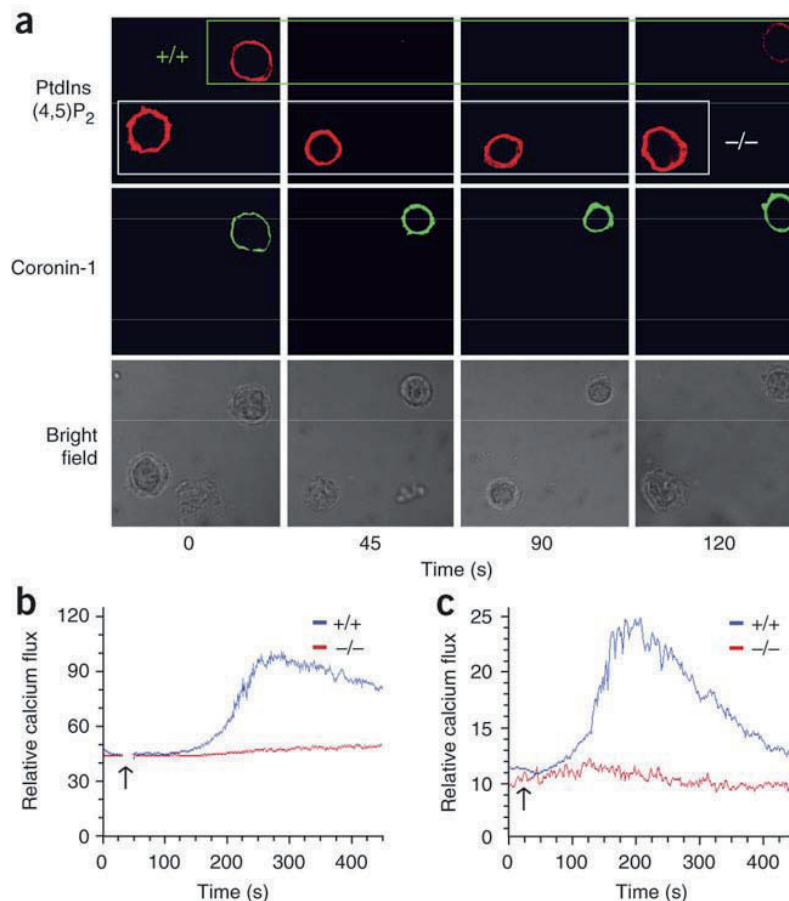 a
+/+
PtdIns
(4,5)P2
–/–
Coronin-1
Bright
field
0 45 90 120
Time (s)
b
120
90
60
30
0
Relative calcium flux
+/+
–/–
0 100 200 300 400
Time (s)
c
25
20
15
10
0
Relative calcium flux
+/+
–/–
0 100 200 300 400
Time (s)